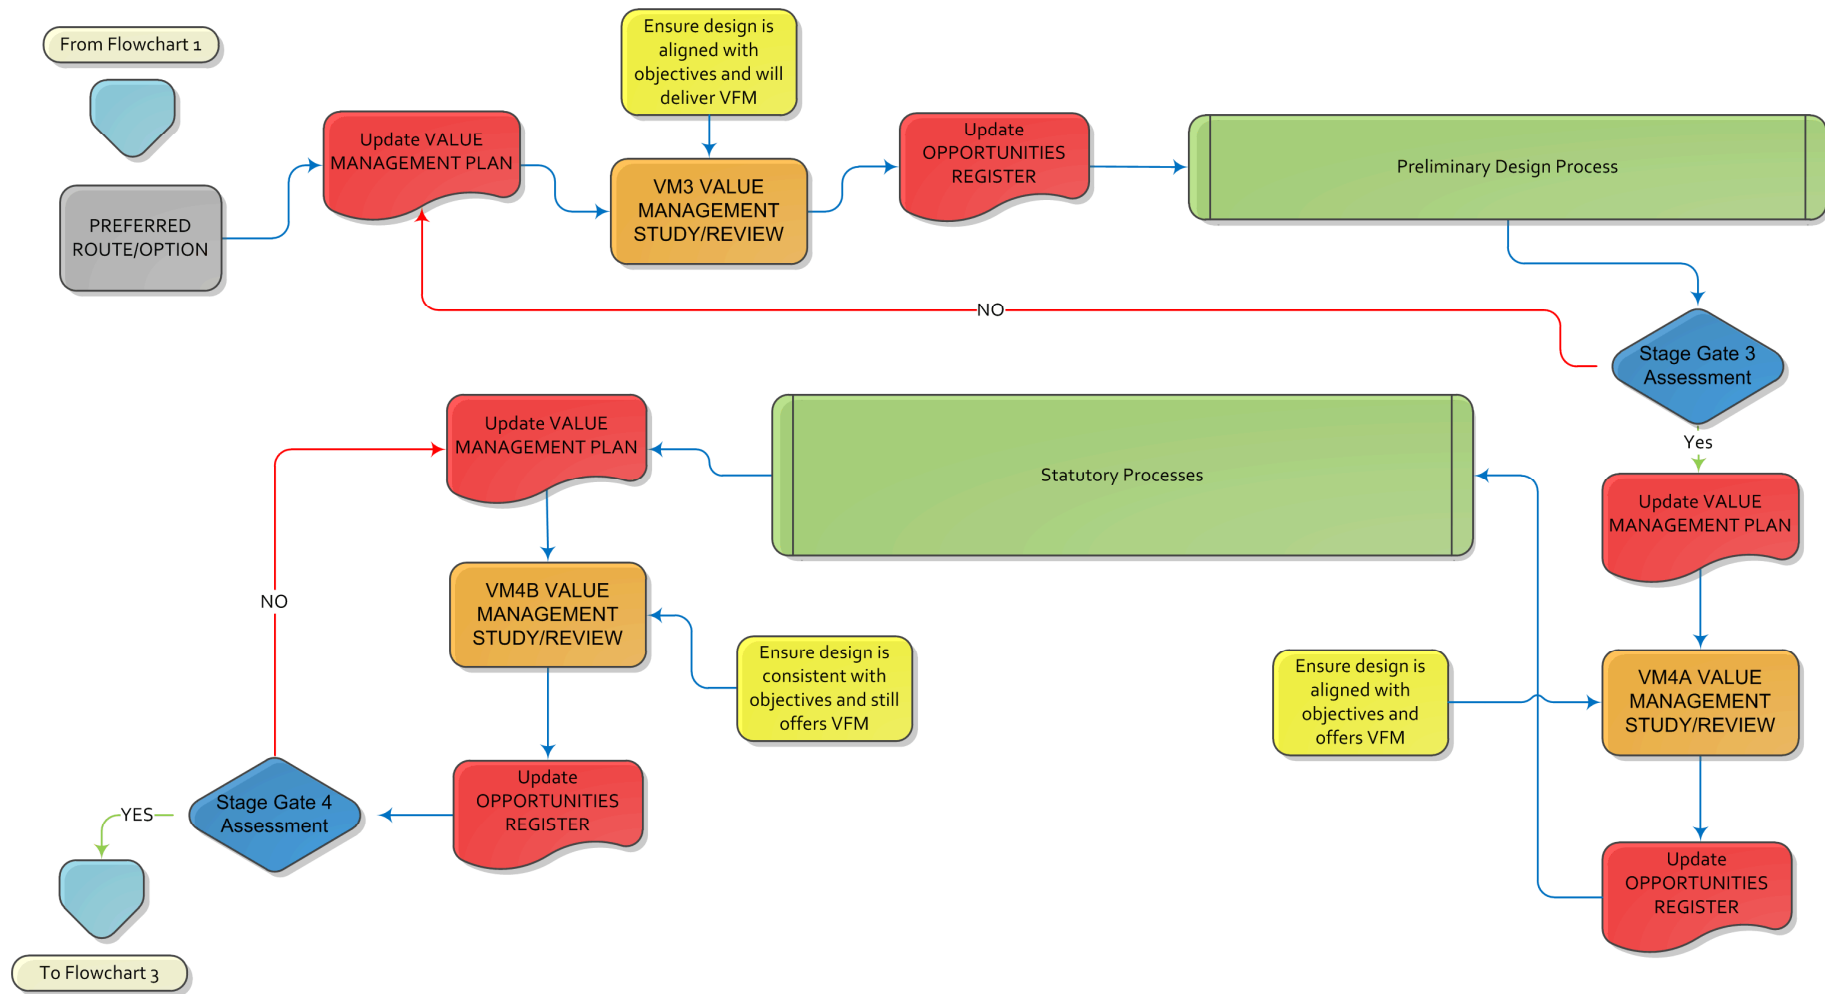 From Flowchart 1
Ensure design is
aligned with
objectives and will
deliver VFM
Update VALUE
MANAGEMENT PLAN
Update
OPPORTUNITIES
REGISTER
Preliminary Design Process
VM3 VALUE
MANAGEMENT
STUDY/REVIEW
PREFERRED
ROUTE/OPTION
NO
Stage Gate 3
Assessment
Yes
Update VALUE
MANAGEMENT PLAN
Statutory Processes
Update VALUE
MANAGEMENT PLAN
NO
VM4B VALUE
MANAGEMENT
STUDY/REVIEW
Ensure design is
consistent with
objectives and still
offers VFM
Ensure design is
aligned with
objectives and
offers VFM
VM4A VALUE
MANAGEMENT
STUDY/REVIEW
Stage Gate 4
Assessment
YES
Update
OPPORTUNITIES
REGISTER
Update
OPPORTUNITIES
REGISTER
To Flowchart 3